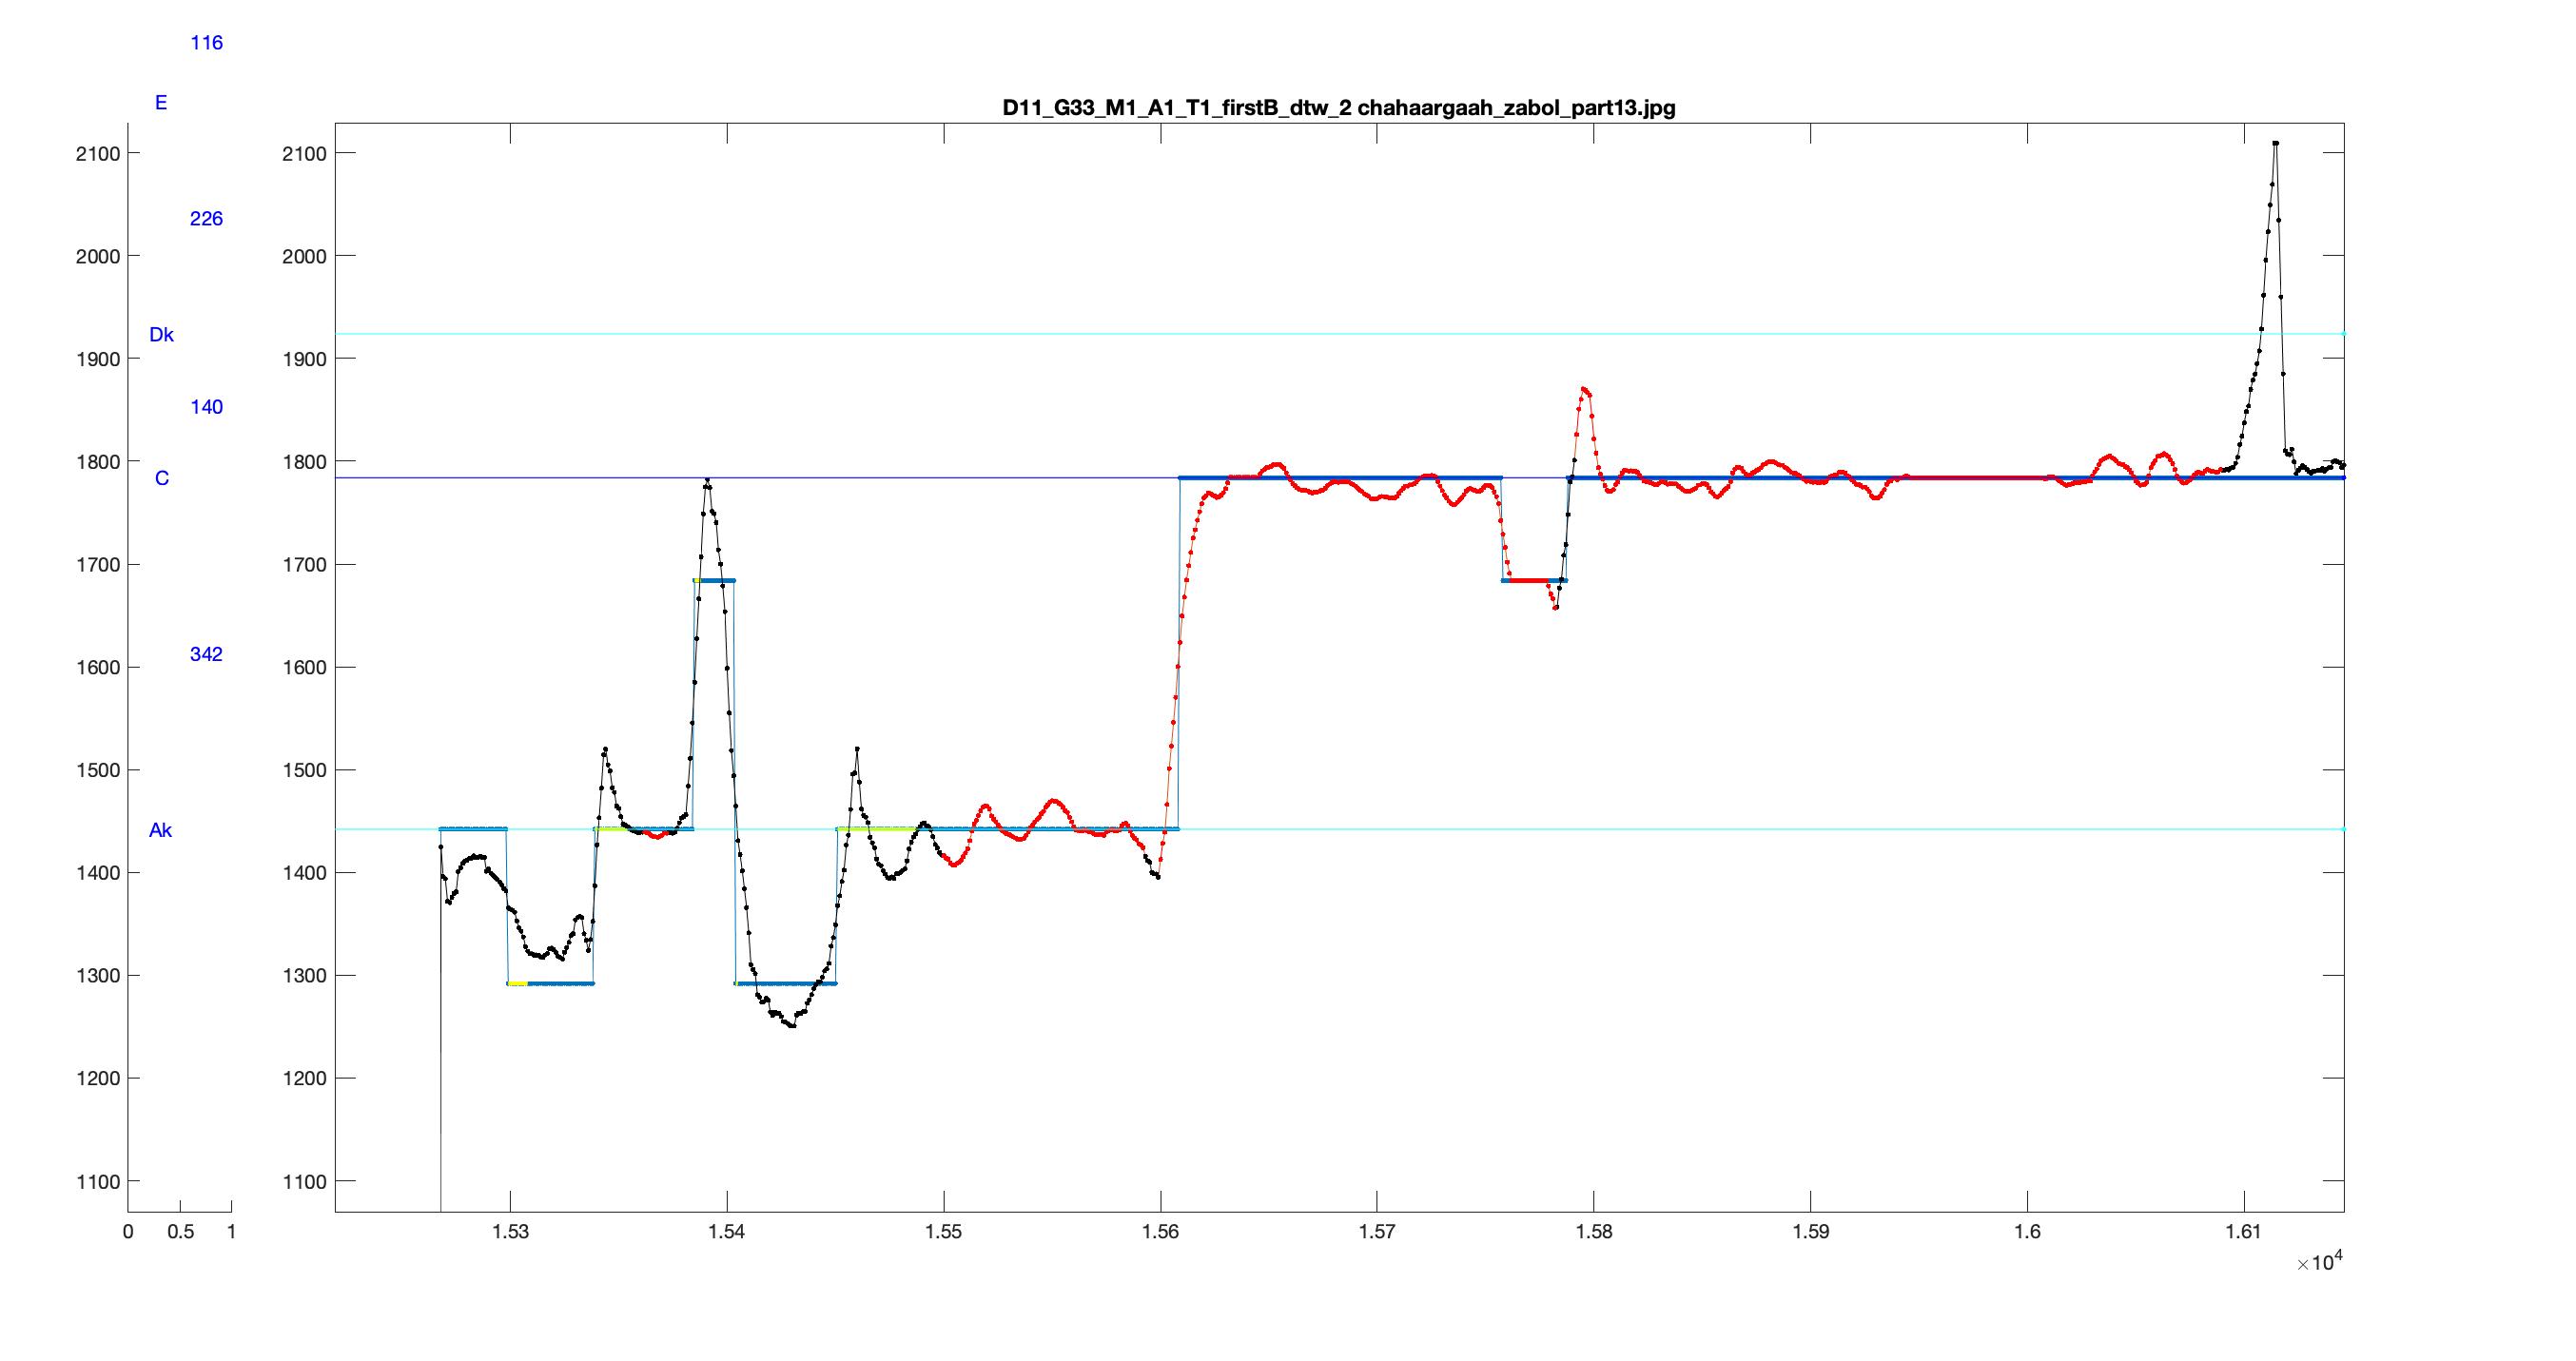 116
E
D11_G33_M1_A1_T1_firstB_dtw_2 chahaargaah_zabol_part13.jpg
2100 2100
226
2000 2000
Dk
1900 1900
140
1800 1800
C
1700 1700
1600 1600
342
1500 1500
Ak
1400 1400
1300 1300
1200 1200
1100 1100
0 0.5 1 1.53 1.54 1.55 1.56 1.57 1.58 1.59 1.6 1.61
×10⁴